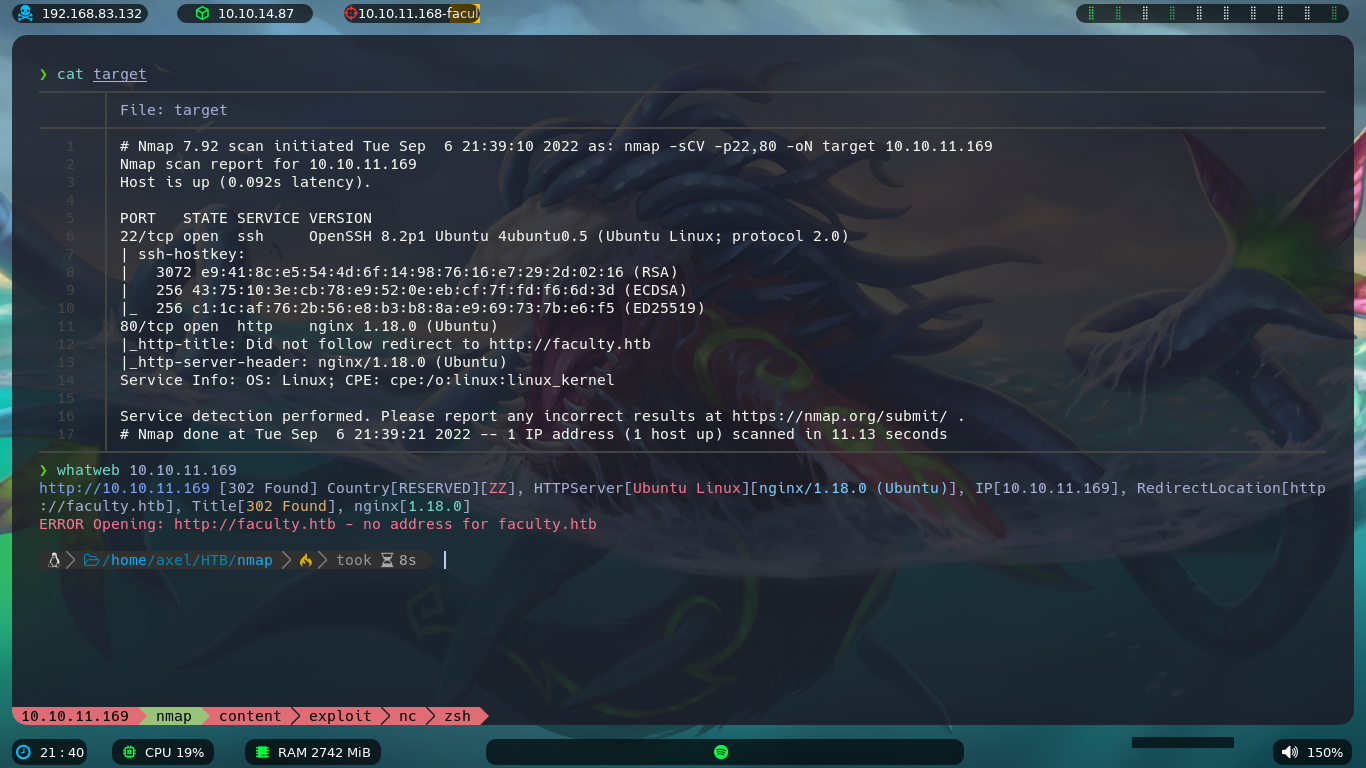 192.168.83.132
10.10.14.87
10.10.11.168-facul
❯ cat target
File: target
1 # Nmap 7.92 scan initiated Tue Sep  6 21:39:10 2022 as: nmap -sCV -p22,80 -oN target 10.10.11.169
2 Nmap scan report for 10.10.11.169
3 Host is up (0.092s latency).
4
5 PORT   STATE SERVICE VERSION
6 22/tcp open  ssh     OpenSSH 8.2p1 Ubuntu 4ubuntu0.5 (Ubuntu Linux; protocol 2.0)
7 | ssh-hostkey:
8 |   3072 e9:41:8c:e5:54:4d:6f:14:98:76:16:e7:29:2d:02:16 (RSA)
9 |   256 43:75:10:3e:cb:78:e9:52:0e:eb:cf:7f:fd:f6:6d:3d (ECDSA)
10 |_  256 c1:1c:af:76:2b:56:e8:b3:b8:8a:e9:69:73:7b:e6:f5 (ED25519)
11 80/tcp open  http    nginx 1.18.0 (Ubuntu)
12 |_http-title: Did not follow redirect to http://faculty.htb
13 |_http-server-header: nginx/1.18.0 (Ubuntu)
14 Service Info: OS: Linux; CPE: cpe:/o:linux:linux_kernel
15
16 Service detection performed. Please report any incorrect results at https://nmap.org/submit/ .
17 # Nmap done at Tue Sep  6 21:39:21 2022 -- 1 IP address (1 host up) scanned in 11.13 seconds
❯ whatweb 10.10.11.169
http://10.10.11.169 [302 Found] Country[RESERVED][ZZ], HTTPServer[Ubuntu Linux][nginx/1.18.0 (Ubuntu)], IP[10.10.11.169], RedirectLocation[http
://faculty.htb], Title[302 Found], nginx[1.18.0]
ERROR Opening: http://faculty.htb - no address for faculty.htb
/home/axel/HTB/nmap took 8s
10.10.11.169 nmap content exploit nc zsh
21 : 40
CPU 19%
RAM 2742 MiB
150%